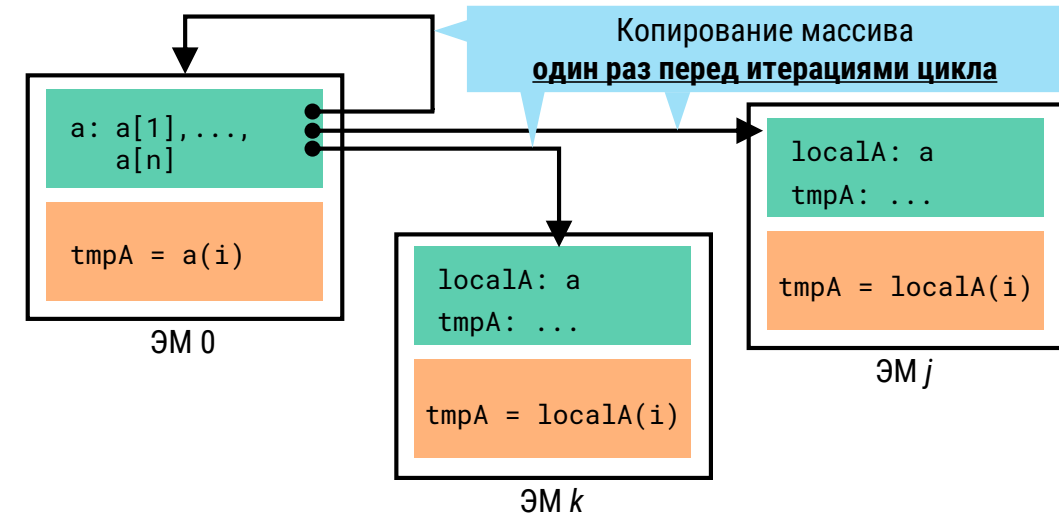 Копирование массива
один раз перед итерациями цикла
a: a[1],...,
a[n]
tmpA = a(i)
ЭМ 0
localA: a
tmpA: ...
tmpA = localA(i)
ЭМ k
localA: a
tmpA: ...
tmpA = localA(i)
ЭМ j